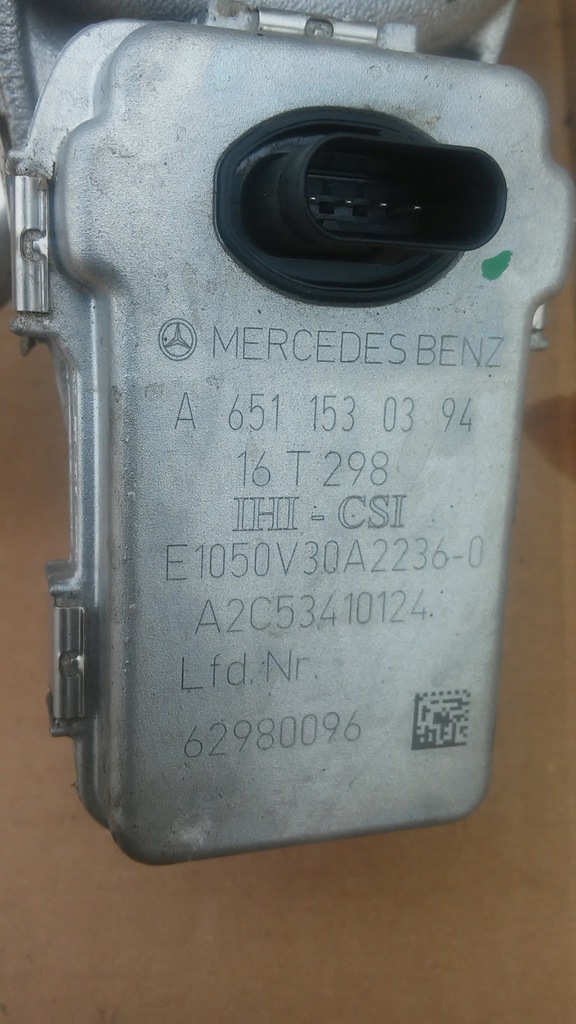 MERCEDES BENZ
A 651 153 03 94
16 T 298
IHI - CSI
E1050V30A2236-0
A2C53410124
Lfd. Nr.
62980096